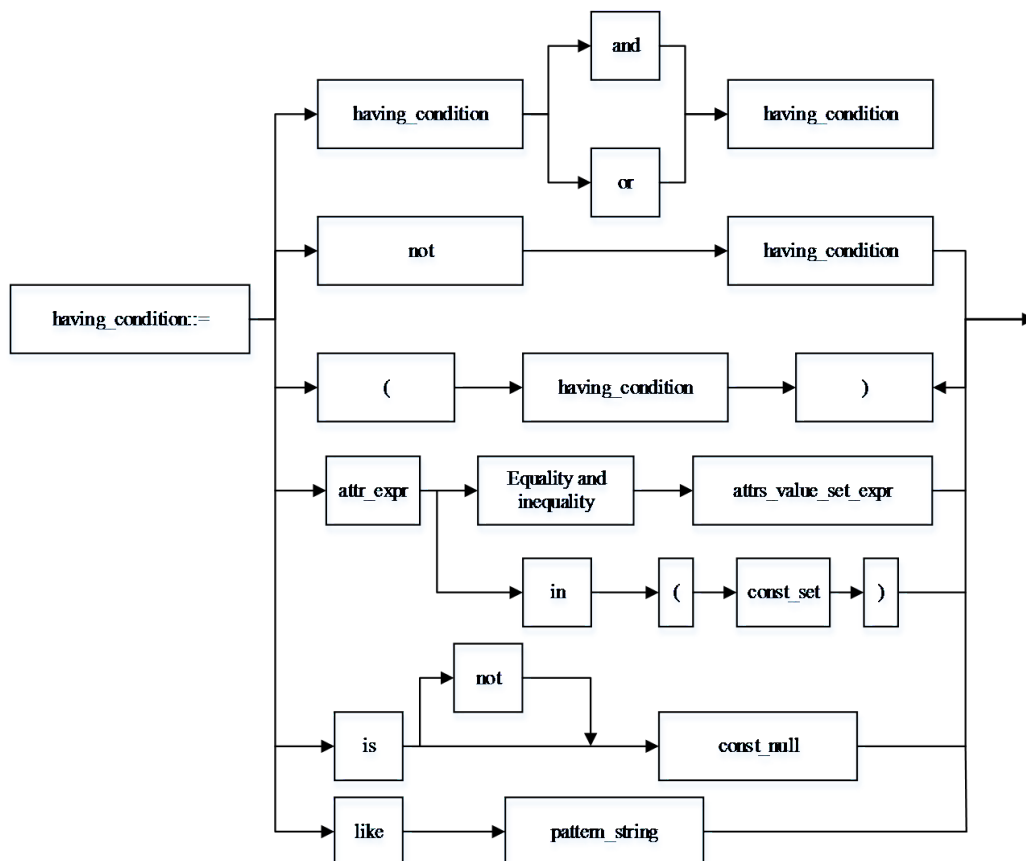 and
having_condition
having_condition
or
not
having_condition
having_condition::=
(
having_condition
)
attr_expr
Equality and
inequality
attrs_value_set_expr
in
(
const_set
)
not
is
const_null
like
pattern_string